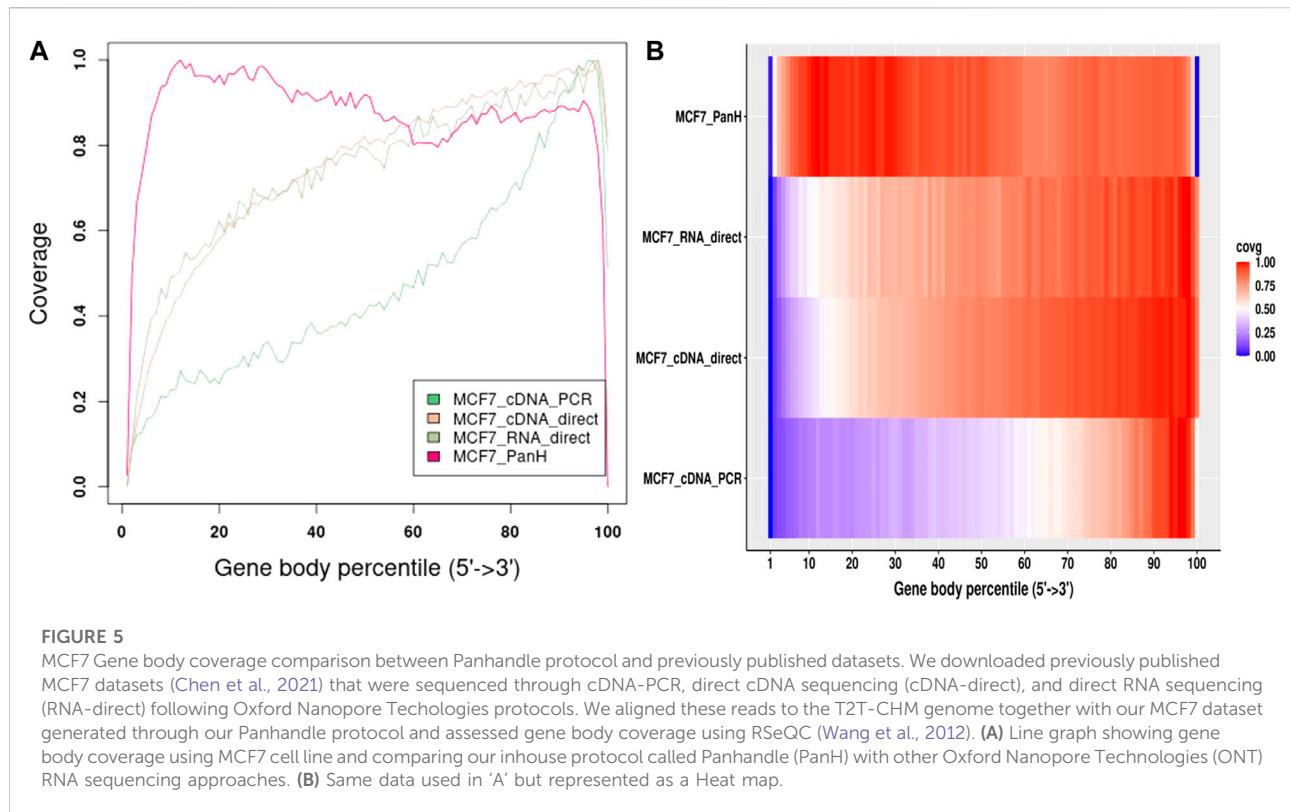 A
1.0
0.8
0.6
0.4
0.2
0.0
Coverage
MCF7_cDNA_PCR
MCF7_cDNA_direct
MCF7_RNA_direct
MCF7_PanH
0 20 40 60 80 100
Gene body percentile (5'->3')
B
MCF7_PanH
MCF7_RNA_direct
MCF7_cDNA_direct
MCF7_cDNA_PCR
1 10 20 30 40 50 60 70 80 90 100
Gene body percentile (5'->3')
covg
1.00
0.75
0.50
0.25
0.00
FIGURE 5
MCF7 Gene body coverage comparison between Panhandle protocol and previously published datasets. We downloaded previously published
MCF7 datasets (Chen et al., 2021) that were sequenced through cDNA-PCR, direct cDNA sequencing (cDNA-direct), and direct RNA sequencing
(RNA-direct) following Oxford Nanopore Techologies protocols. We aligned these reads to the T2T-CHM genome together with our MCF7 dataset
generated through our Panhandle protocol and assessed gene body coverage using RSeQC (Wang et al., 2012). (A) Line graph showing gene
body coverage using MCF7 cell line and comparing our inhouse protocol called Panhandle (PanH) with other Oxford Nanopore Technologies (ONT)
RNA sequencing approaches. (B) Same data used in ‘A’ but represented as a Heat map.